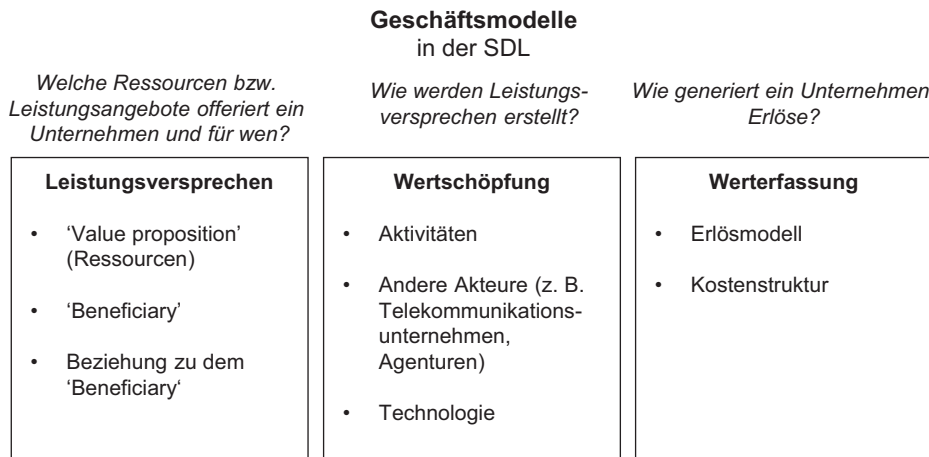 Geschäftsmodelle
in der SDL
Welche Ressourcen bzw.
Leistungsangebote offeriert ein
Unternehmen und für wen?
Wie werden Leistungs-
versprechen erstellt?
Wie generiert ein Unternehmen
Erlöse?
Leistungsversprechen
• ‘Value proposition’
(Ressourcen)
• ‘Beneficiary’
• Beziehung zu dem
‘Beneficiary‘
Wertschöpfung
• Aktivitäten
• Andere Akteure (z. B.
Telekommunikations-
unternehmen,
Agenturen)
• Technologie
Werterfassung
• Erlösmodell
• Kostenstruktur